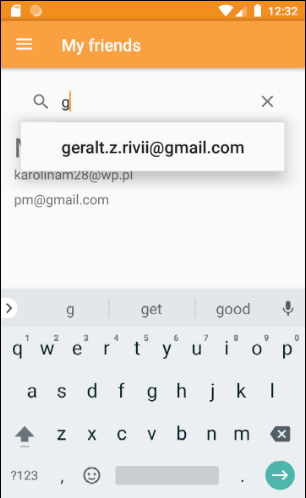 12:32
My friends
g
geralt.z.rivii@gmail.com
karolinam28@wp.pl
pm@gmail.com
g get good
q1 w2 e3 r4 t5 y6 u7 i8 o9 p0
a s d f g h j k l
z x c v b n m
?123 , .